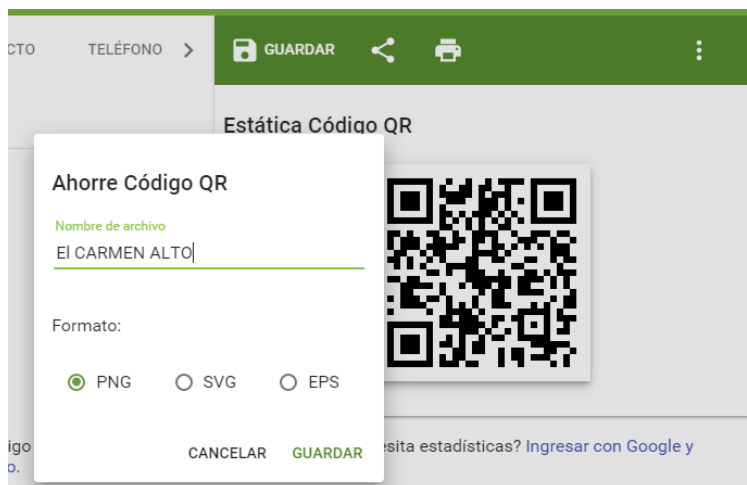 CTO TELÉFONO GUARDAR
Estática Código QR
Ahorre Código QR
Nombre de archivo
El CARMEN ALTO
Formato:
PNG SVG EPS
CANCELAR GUARDAR
igo
sita estadísticas? Ingresar con Google y
o.